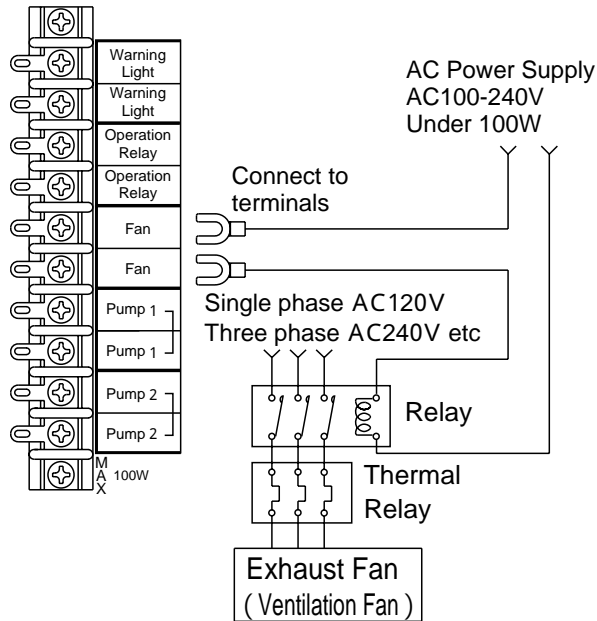 Warning
Light
Warning
Light
Operation
Relay
Operation
Relay
Fan
Fan
Pump 1
Pump 1
Pump 2
Pump 2
MAX 100W
AC Power Supply
AC100-240V
Under 100W
Connect to
terminals
Single phase AC120V
Three phase AC240V etc
Relay
Thermal
Relay
Exhaust Fan
( Ventilation Fan )